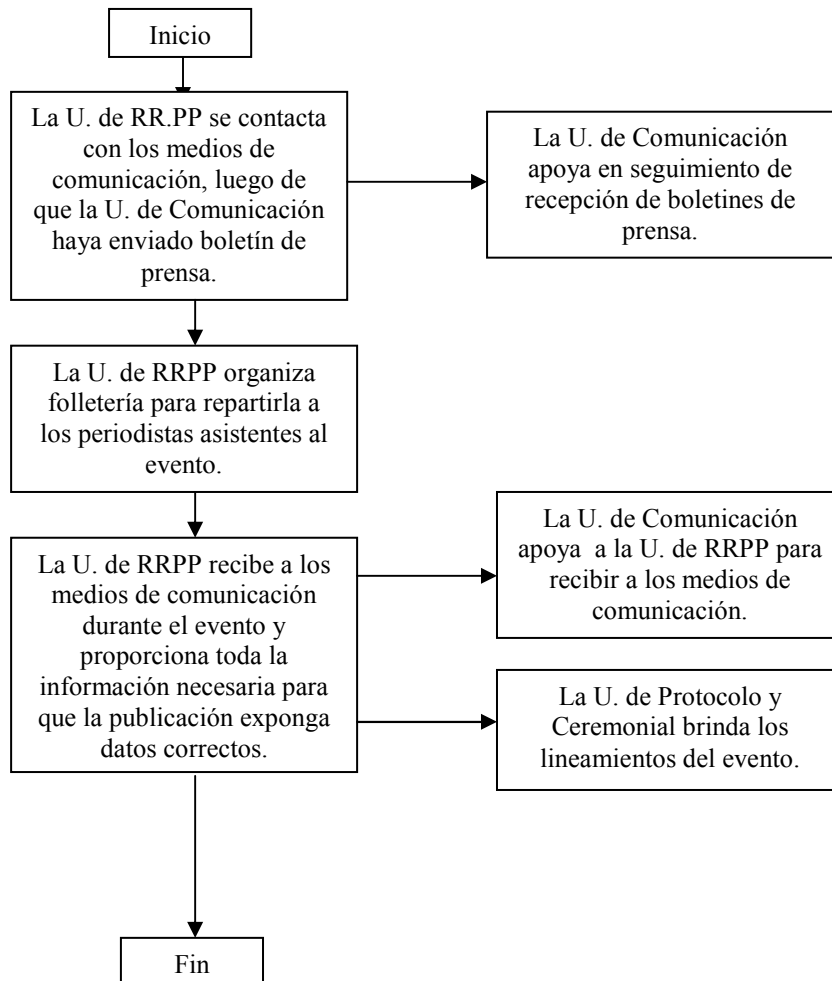 Inicio
La U. de RR.PP se contacta
con los medios de
comunicación, luego de
que la U. de Comunicación
haya enviado boletín de
prensa.
La U. de Comunicación
apoya en seguimiento de
recepción de boletines de
prensa.
La U. de RRPP organiza
folletería para repartirla a
los periodistas asistentes al
evento.
La U. de RRPP recibe a los
medios de comunicación
durante el evento y
proporciona toda la
información necesaria para
que la publicación exponga
datos correctos.
La U. de Comunicación
apoya  a la U. de RRPP para
recibir a los medios de
comunicación.
La U. de Protocolo y
Ceremonial brinda los
lineamientos del evento.
Fin